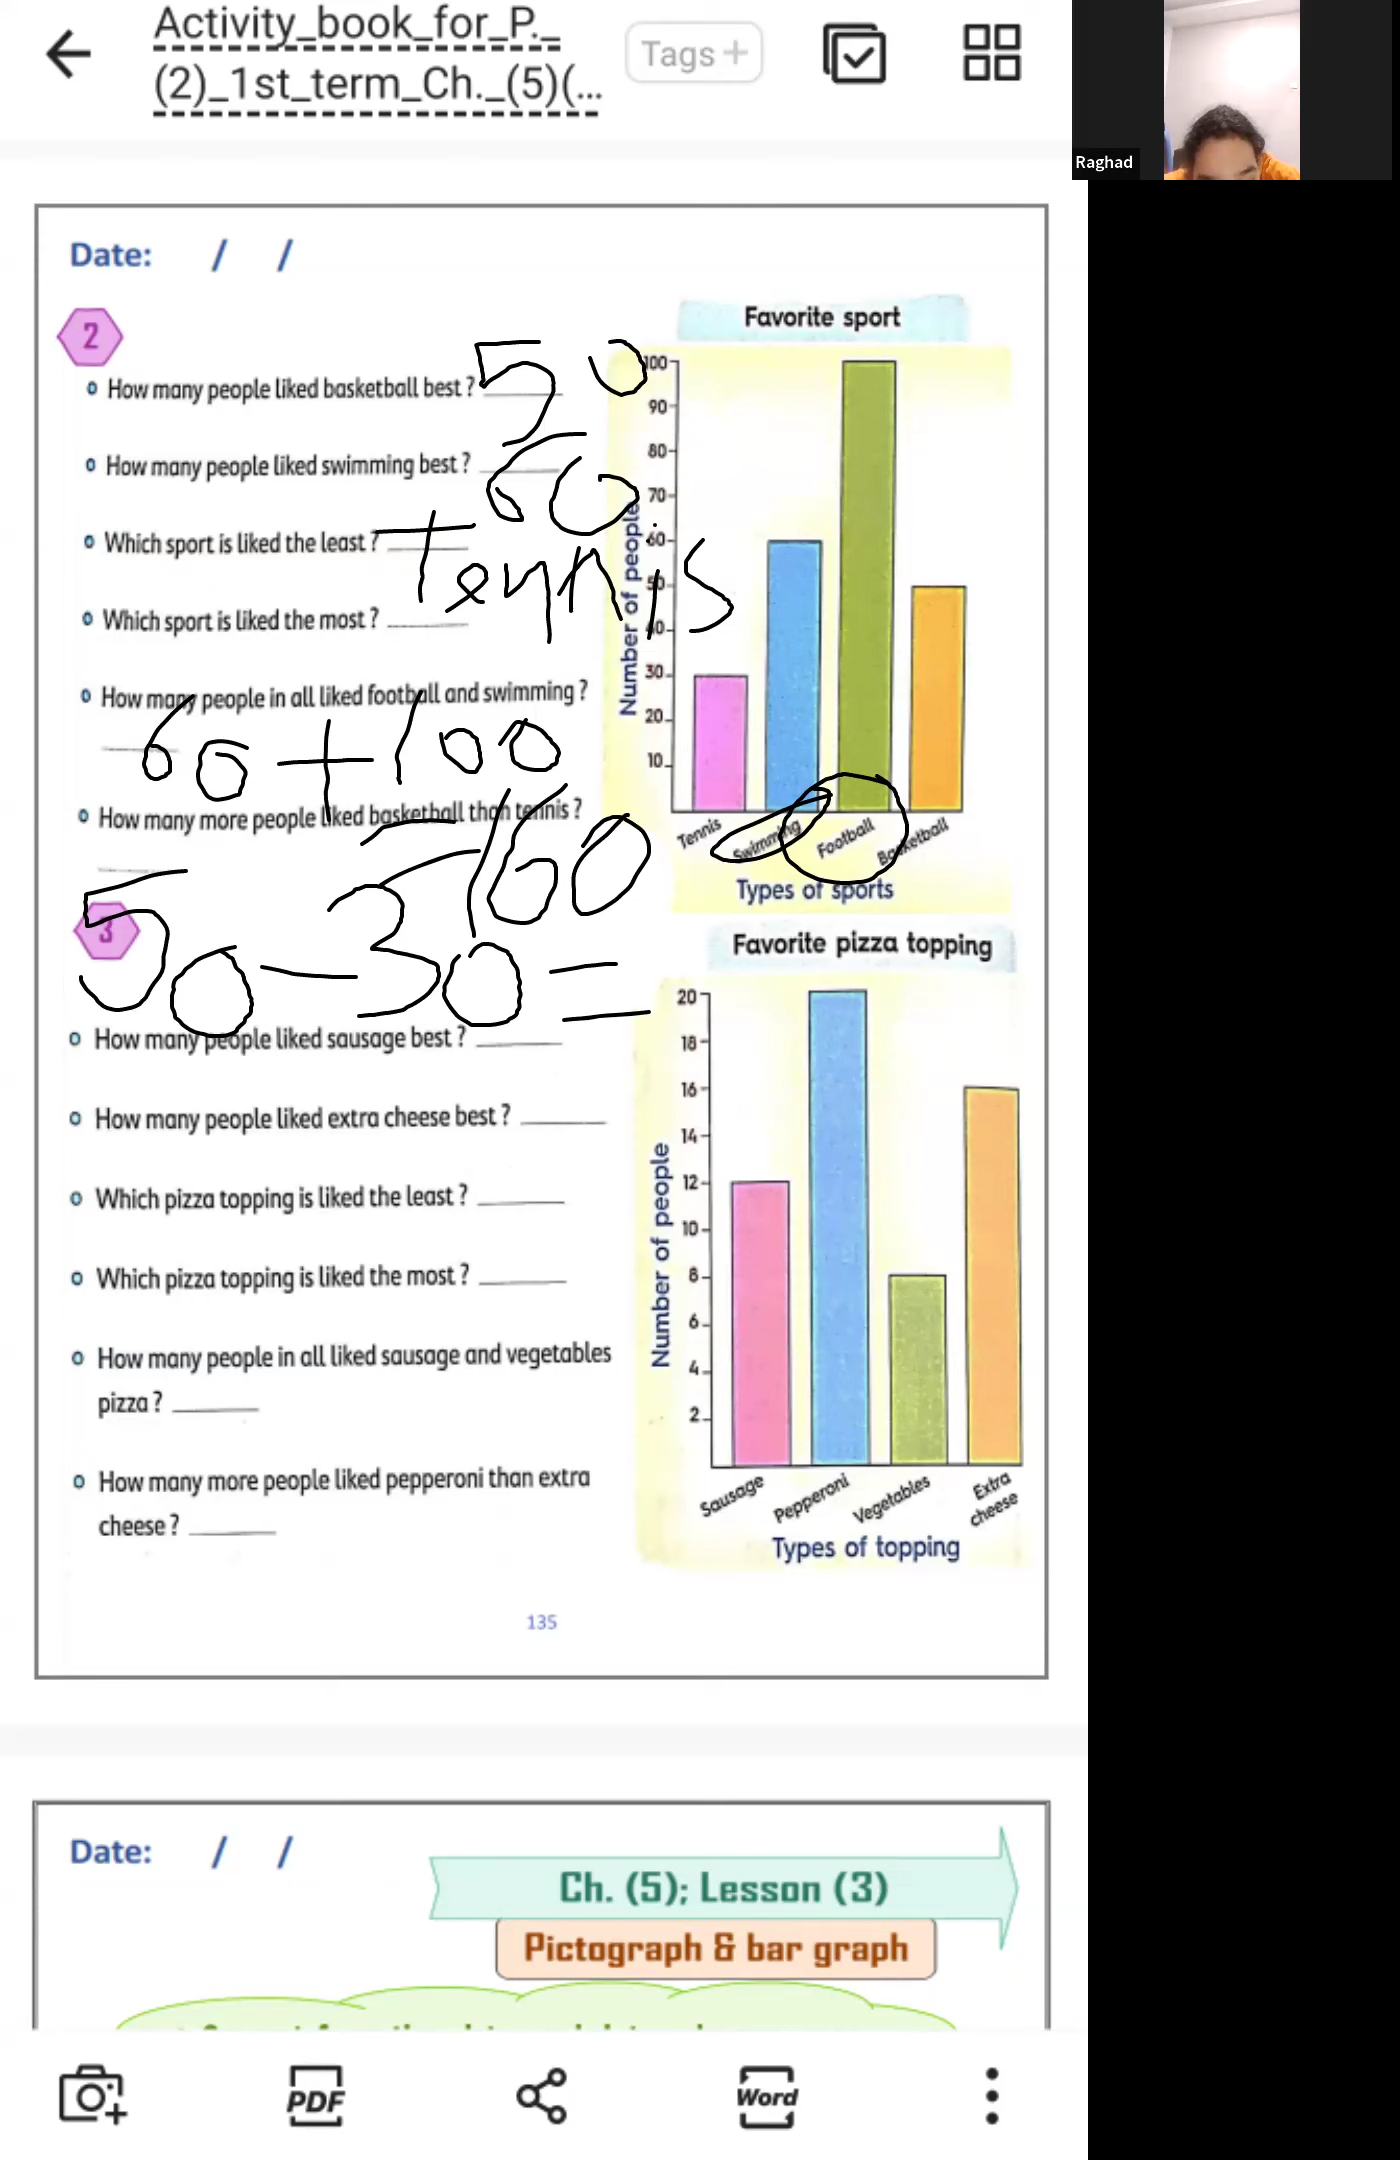 Activity_book_for_P._
(2)_1st_term_Ch._(5)(...
Tags +
Raghad
Date: / /
2
How many people liked basketball best ? 50
How many people liked swimming best ? 60
Which sport is liked the least ? Tennis
Which sport is liked the most ?
How many people in all liked football and swimming ?
60 + 100
160
How many more people liked basketball than tennis ?
50 - 30 =
Favorite sport
Number of people
100
90
80
70
60
50
40
30
20
10
Tennis
Swimming
Football
Basketball
Types of sports
3
How many people liked sausage best ?
How many people liked extra cheese best ?
Which pizza topping is liked the least ?
Which pizza topping is liked the most ?
How many people in all liked sausage and vegetables
pizza ?
How many more people liked pepperoni than extra
cheese ?
Favorite pizza topping
Number of people
20
18
16
14
12
10
8
6
4
2
Sausage
Pepperoni
Vegetables
Extra
cheese
Types of topping
135
Date: / /
Ch. (5); Lesson (3)
Pictograph & bar graph
PDF
Word